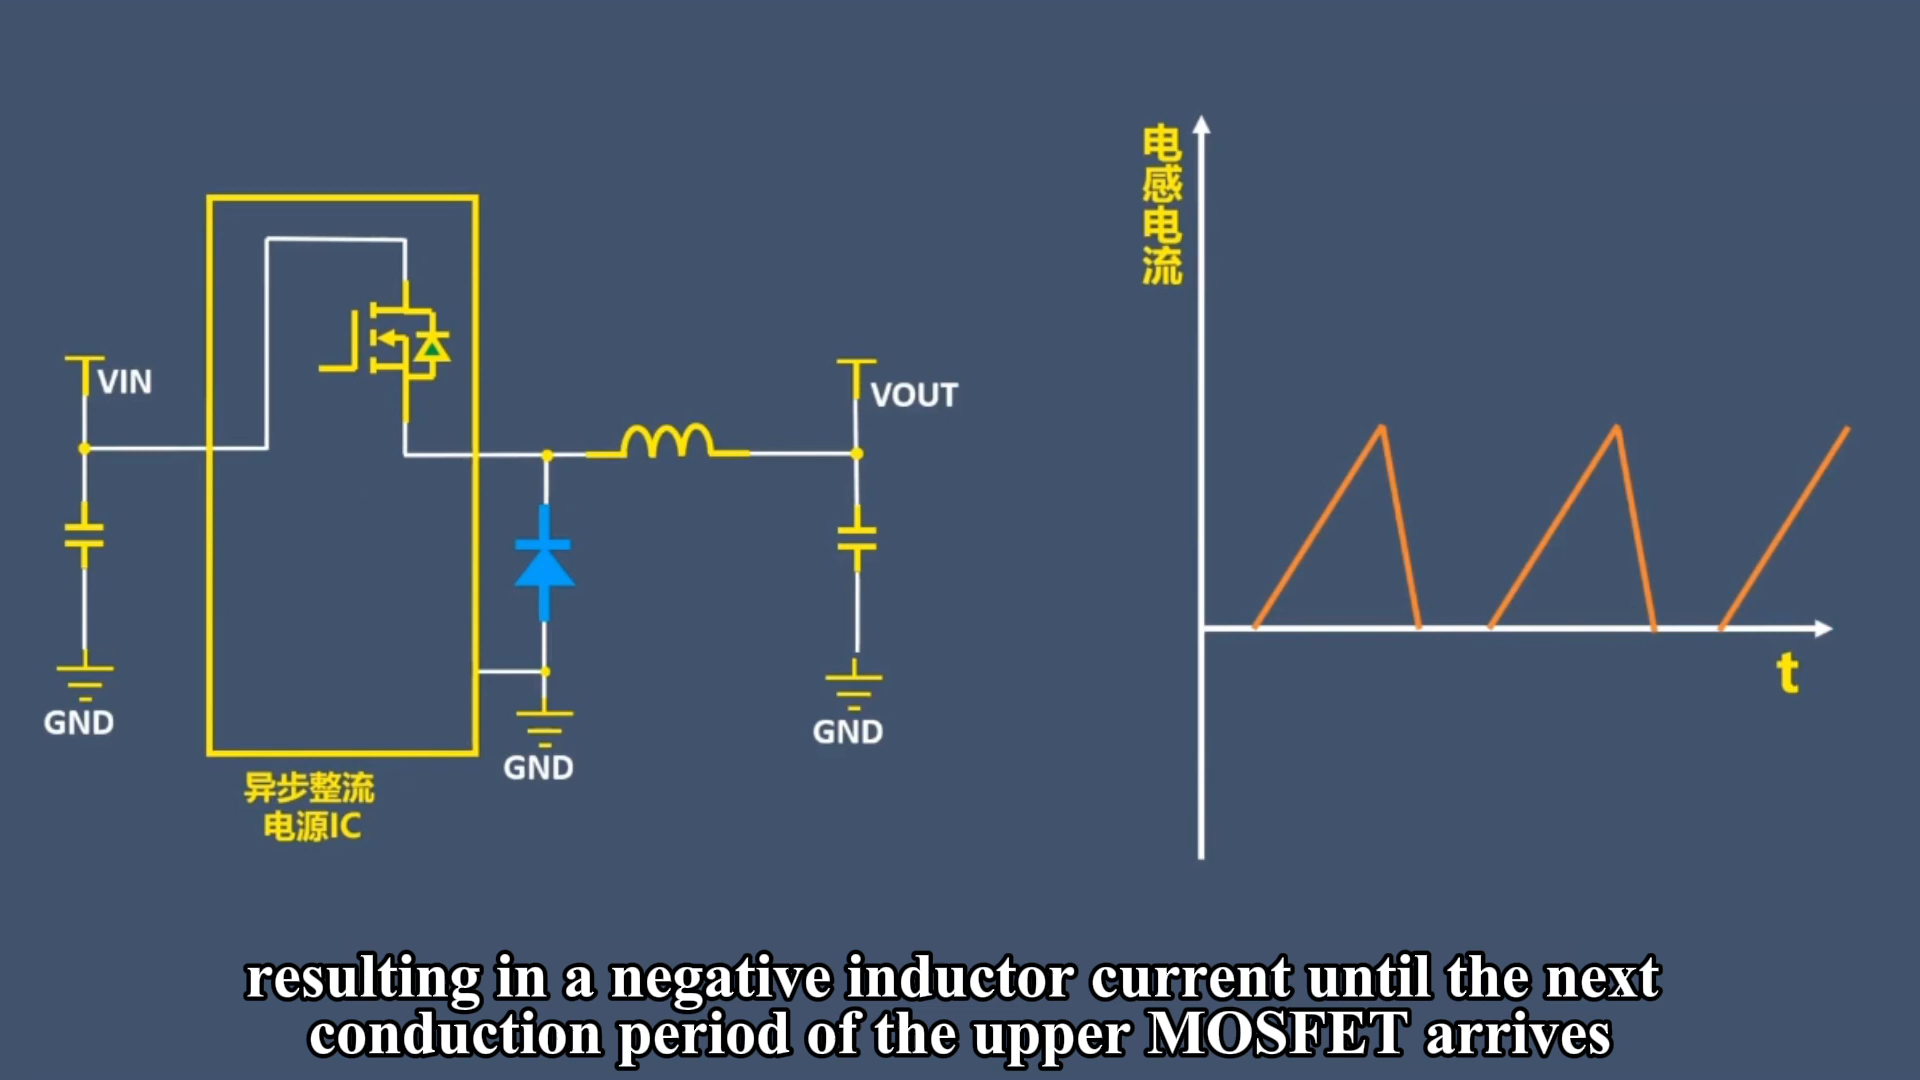 电感电流
VIN
VOUT
t
GND
GND
GND
异步整流
电源IC
resulting in a negative inductor current until the next
conduction period of the upper MOSFET arrives